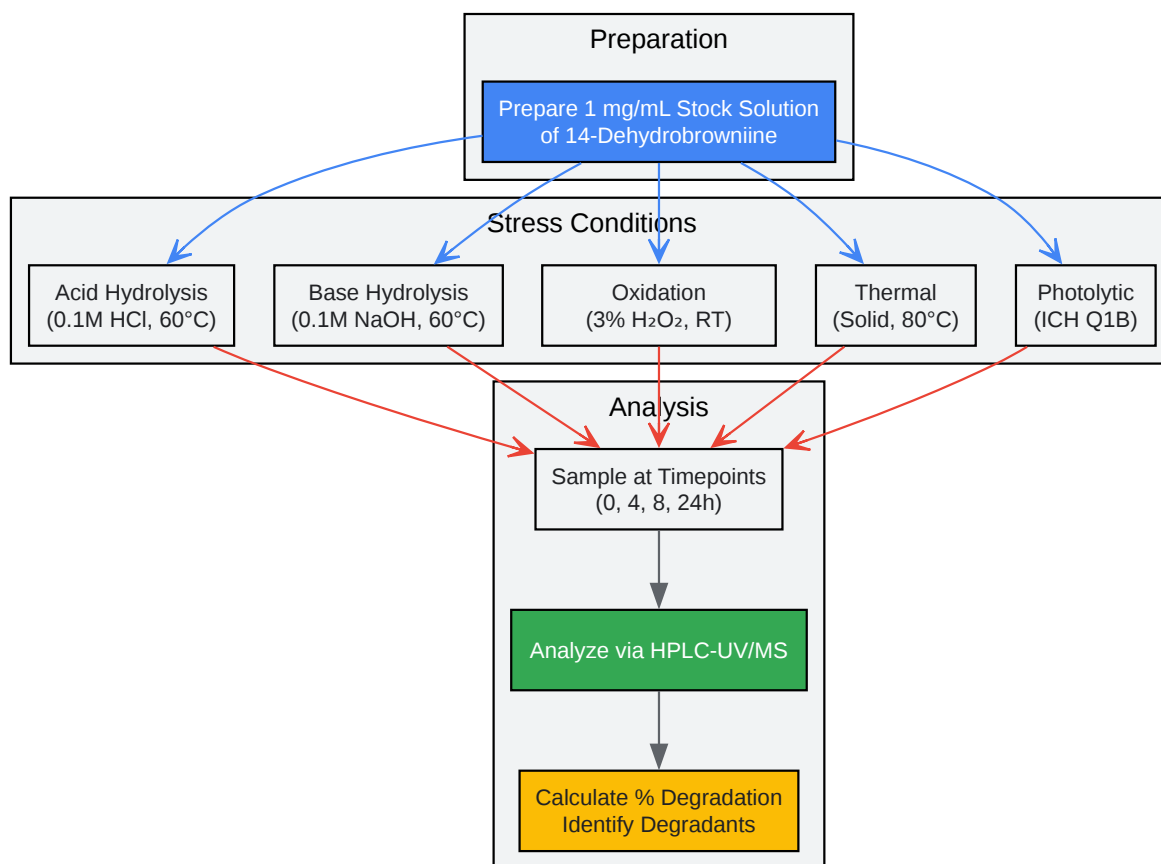 Preparation
Prepare 1 mg/mL Stock Solution
of 14-Dehydrobrowniine
Stress Conditions
Acid Hydrolysis
(0.1M HCl, 60°C)
Base Hydrolysis
(0.1M NaOH, 60°C)
Oxidation
(3% H₂O₂, RT)
Thermal
(Solid, 80°C)
Photolytic
(ICH Q1B)
Analysis
Sample at Timepoints
(0, 4, 8, 24h)
Analyze via HPLC-UV/MS
Calculate % Degradation
Identify Degradants